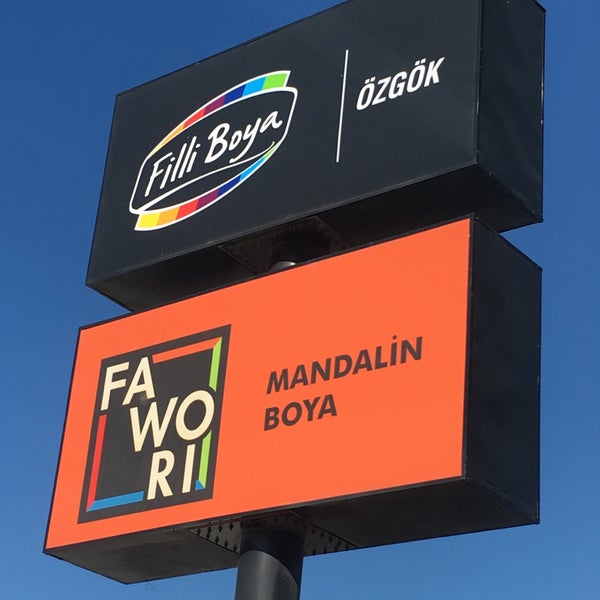 Filli Boya
ÖZGÖK
FA
WO
RI
MANDALİN
BOYA